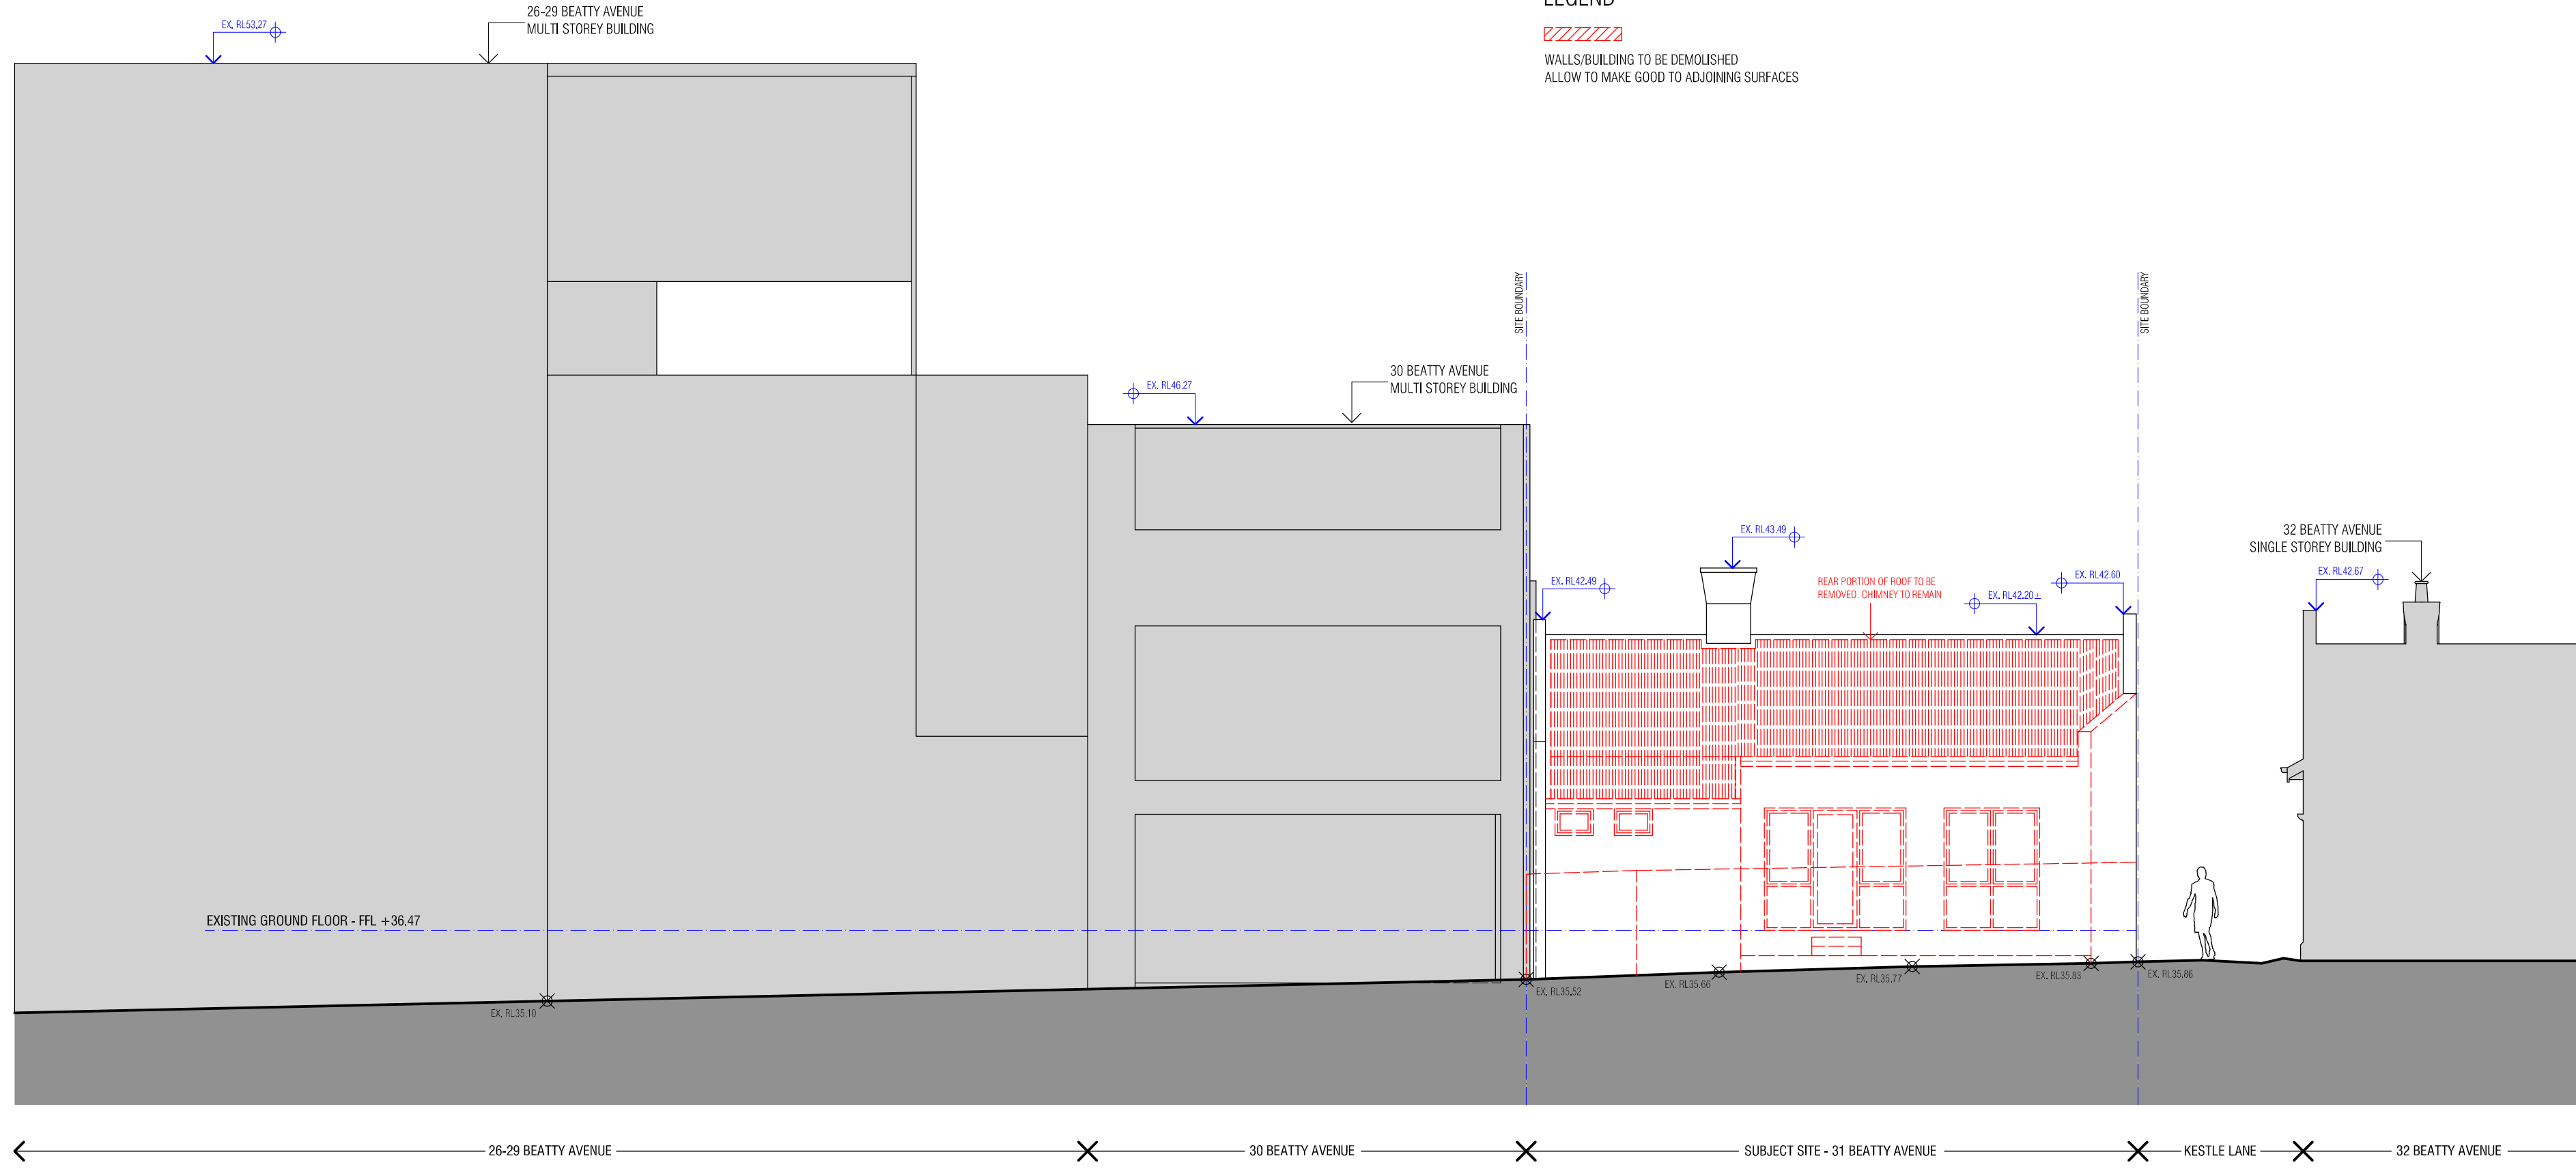 LEGEND
WALLS/BUILDING TO BE DEMOLISHED
ALLOW TO MAKE GOOD TO ADJOINING SURFACES
EX. RL53.27
26-29 BEATTY AVENUE
MULTI STOREY BUILDING
SITE BOUNDARY
SITE BOUNDARY
30 BEATTY AVENUE
MULTI STOREY BUILDING
EX. RL46.27
EX. RL43.49
32 BEATTY AVENUE
SINGLE STOREY BUILDING
EX. RL42.49
REAR PORTION OF ROOF TO BE
REMOVED. CHIMNEY TO REMAIN
EX. RL42.20±
EX. RL42.60
EX. RL42.67
EXISTING GROUND FLOOR - FFL +36.47
EX. RL35.10
EX. RL35.52
EX. RL35.66
EX. RL35.77
EX. RL35.83
EX. RL35.86
26-29 BEATTY AVENUE
30 BEATTY AVENUE
SUBJECT SITE - 31 BEATTY AVENUE
KESTLE LANE
32 BEATTY AVENUE